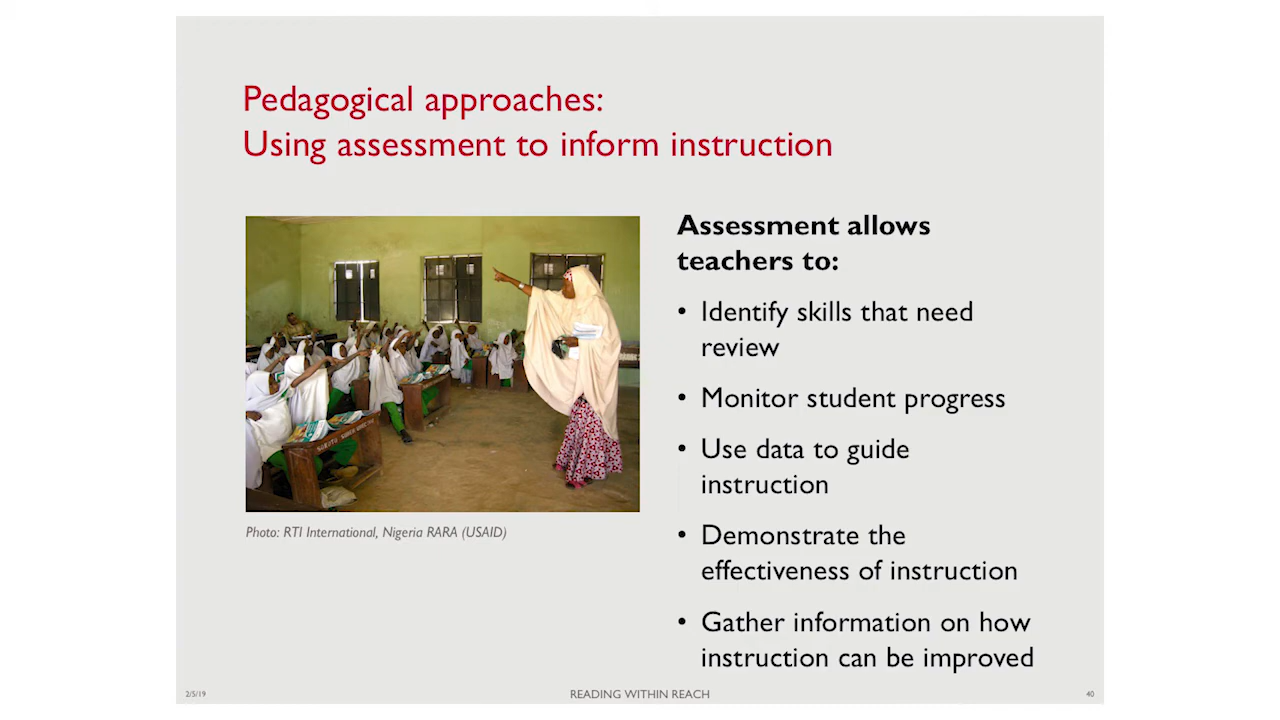 Pedagogical approaches:
Using assessment to inform instruction
Assessment allows
teachers to:
• Identify skills that need
review
• Monitor student progress
• Use data to guide
instruction
• Demonstrate the
effectiveness of instruction
• Gather information on how
instruction can be improved
Photo: RTI International, Nigeria RARA (USAID)
2/5/19
READING WITHIN REACH
40